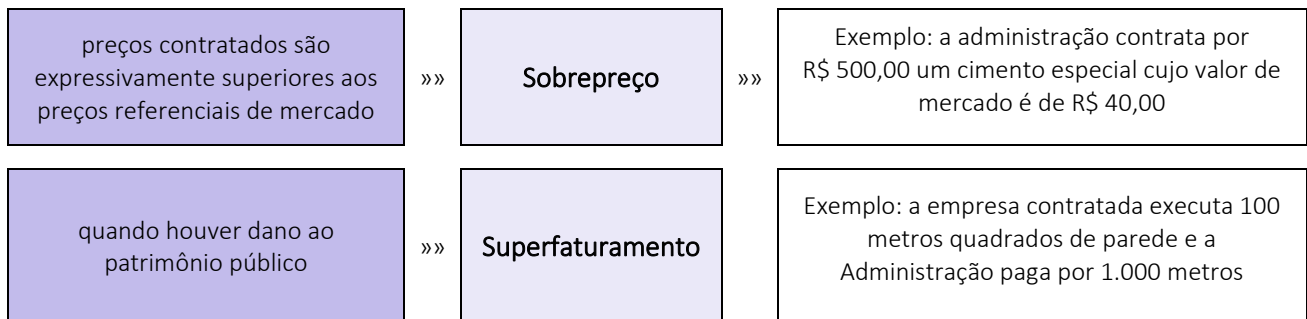 preços contratados são
expressivamente superiores aos
preços referenciais de mercado
»»
Sobrepreço
»»
Exemplo: a administração contrata por
R$ 500,00 um cimento especial cujo valor de
mercado é de R$ 40,00
quando houver dano ao
patrimônio público
»»
Superfaturamento
Exemplo: a empresa contratada executa 100
metros quadrados de parede e a
Administração paga por 1.000 metros